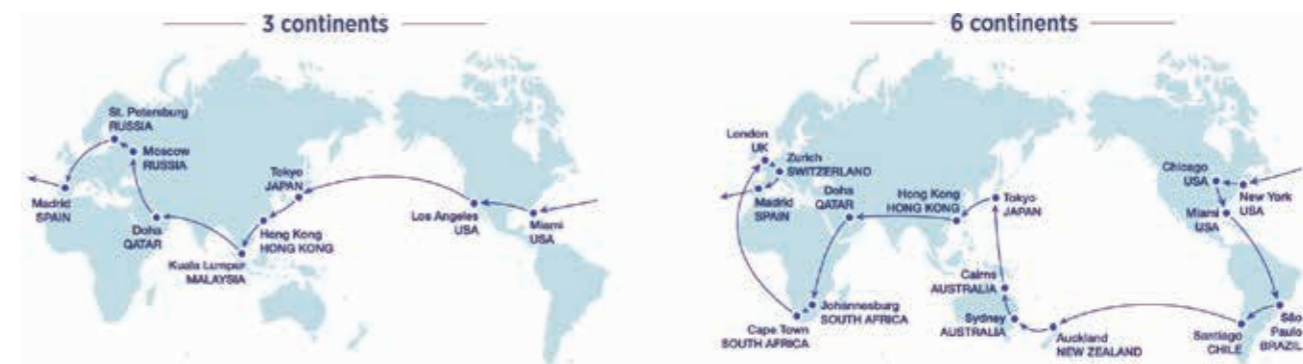 3 continents
St. Petersburg
RUSSIA
Moscow
RUSSIA
Madrid
SPAIN
Doha
QATAR
Tokyo
JAPAN
Hong Kong
HONG KONG
Kuala Lumpur
MALAYSIA
Los Angeles
USA
Miami
USA
6 continents
London
UK
Zurich
SWITZERLAND
Madrid
SPAIN
Doha
QATAR
Hong Kong
HONG KONG
Tokyo
JAPAN
Chicago
USA
New York
USA
Miami
USA
Cairns
AUSTRALIA
Johannesburg
SOUTH AFRICA
Cape Town
SOUTH AFRICA
Sydney
AUSTRALIA
Auckland
NEW ZEALAND
Santiago
CHILE
São
Paulo
BRAZIL